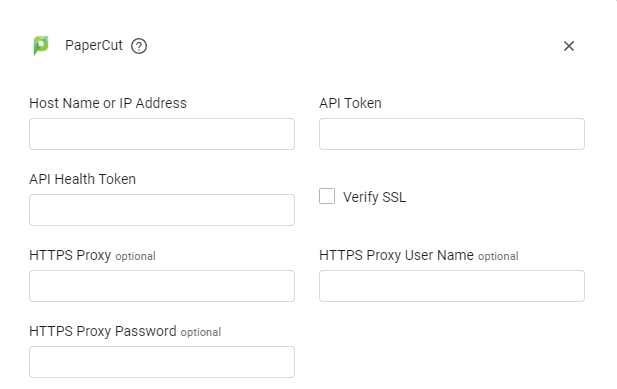 PaperCut ?
Host Name or IP Address API Token
API Health Token
Verify SSL
HTTPS Proxy optional HTTPS Proxy User Name optional
HTTPS Proxy Password optional